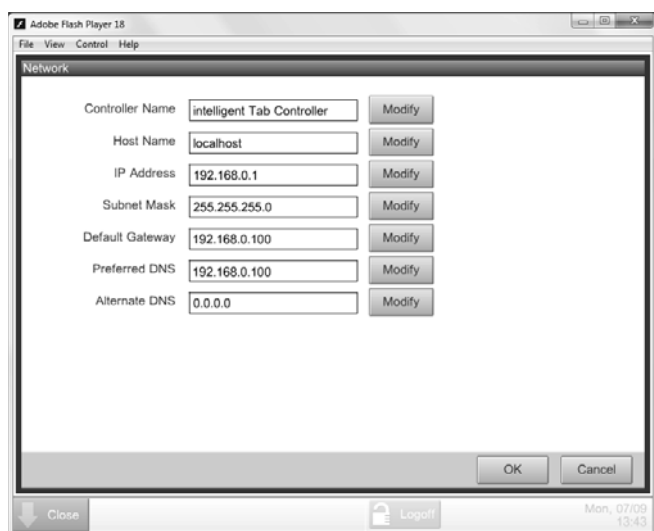 Adobe Flash Player 18
File View Control Help
Network
Controller Name intelligent Tab Controller Modify
Host Name localhost Modify
IP Address 192.168.0.1 Modify
Subnet Mask 255.255.255.0 Modify
Default Gateway 192.168.0.100 Modify
Preferred DNS 192.168.0.100 Modify
Alternate DNS 0.0.0.0 Modify
OK Cancel
Close Logoff Mon, 07/09
13:43